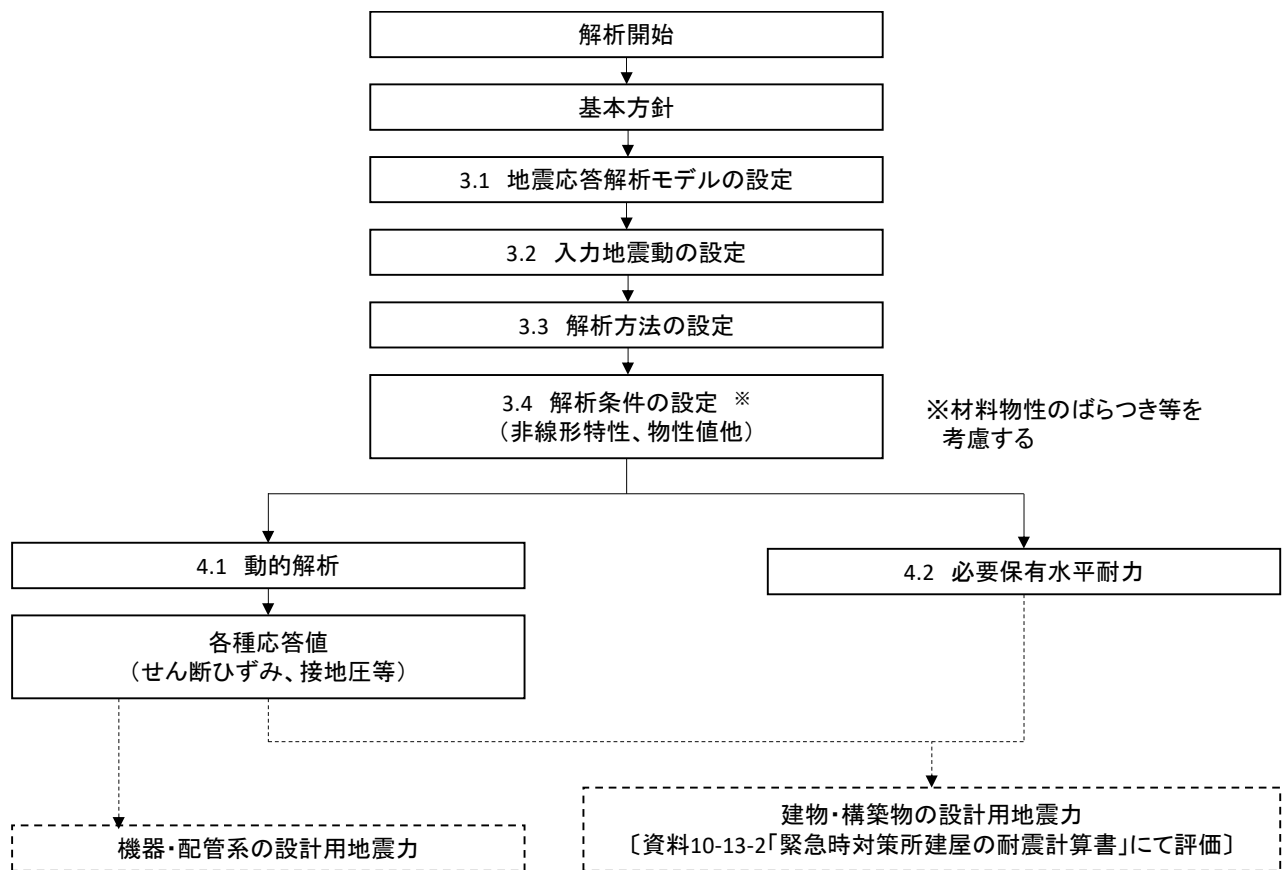 解析開始
基本方針
3.1 地震応答解析モデルの設定
3.2 入力地震動の設定
3.3 解析方法の設定
3.4 解析条件の設定 ※
（非線形特性、物性値他）
※材料物性のばらつき等を
考慮する
4.1 動的解析
4.2 必要保有水平耐力
各種応答値
（せん断ひずみ、接地圧等）
建物・構築物の設計用地震力
〔資料10-13-2「緊急時対策所建屋の耐震計算書」にて評価〕
機器・配管系の設計用地震力